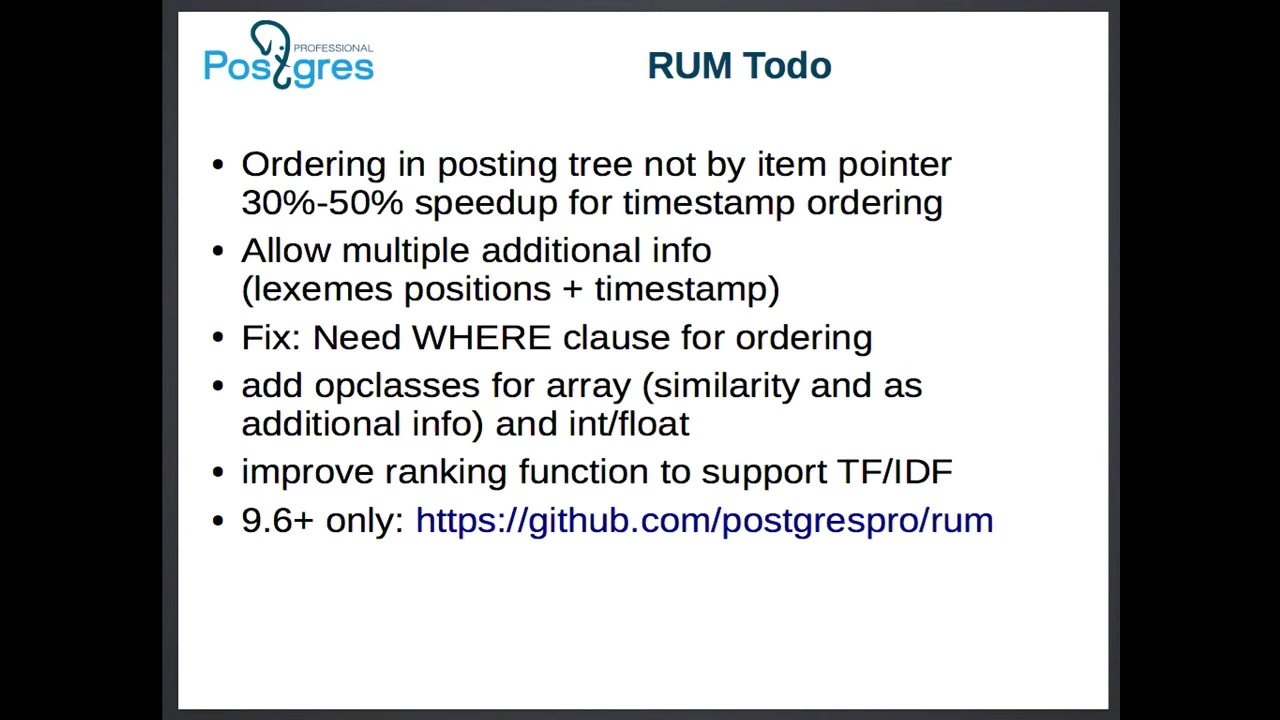 PROFESSIONAL
Postgres
RUM Todo
• Ordering in posting tree not by item pointer
30%-50% speedup for timestamp ordering
• Allow multiple additional info
(lexemes positions + timestamp)
• Fix: Need WHERE clause for ordering
• add opclasses for array (similarity and as
additional info) and int/float
• improve ranking function to support TF/IDF
• 9.6+ only: https://github.com/postgrespro/rum